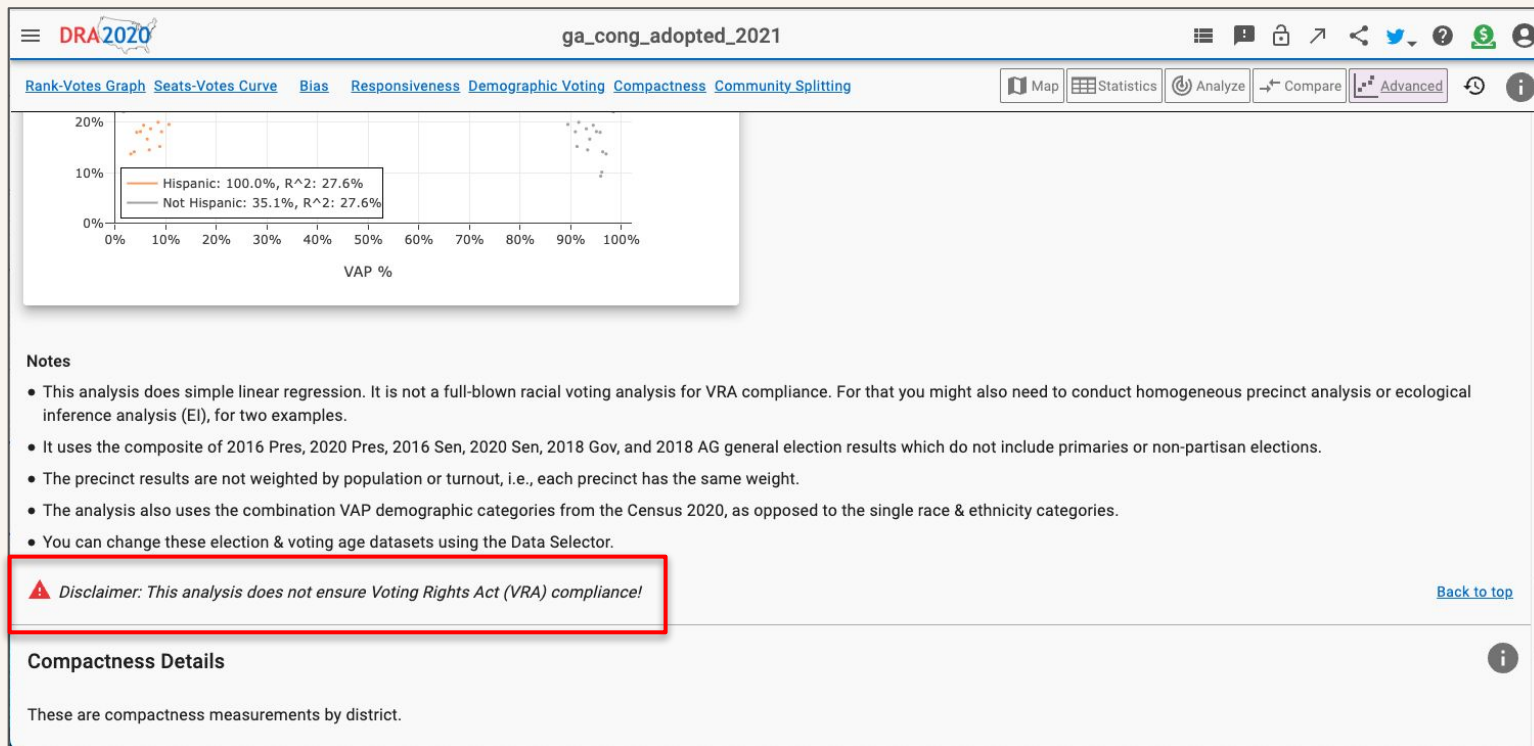 DRA2020
ga_cong_adopted_2021
Rank-Votes Graph Seats-Votes Curve Bias Responsiveness Demographic Voting Compactness Community Splitting
Map Statistics Analyze Compare Advanced
20%
10%
0%
Hispanic: 100.0%, R^2: 27.6%
Not Hispanic: 35.1%, R^2: 27.6%
0% 10% 20% 30% 40% 50% 60% 70% 80% 90% 100%
VAP %
Notes
• This analysis does simple linear regression. It is not a full-blown racial voting analysis for VRA compliance. For that you might also need to conduct homogeneous precinct analysis or ecological
inference analysis (EI), for two examples.
• It uses the composite of 2016 Pres, 2020 Pres, 2016 Sen, 2020 Sen, 2018 Gov, and 2018 AG general election results which do not include primaries or non-partisan elections.
• The precinct results are not weighted by population or turnout, i.e., each precinct has the same weight.
• The analysis also uses the combination VAP demographic categories from the Census 2020, as opposed to the single race & ethnicity categories.
• You can change these election & voting age datasets using the Data Selector.
Disclaimer: This analysis does not ensure Voting Rights Act (VRA) compliance!
Back to top
Compactness Details
These are compactness measurements by district.